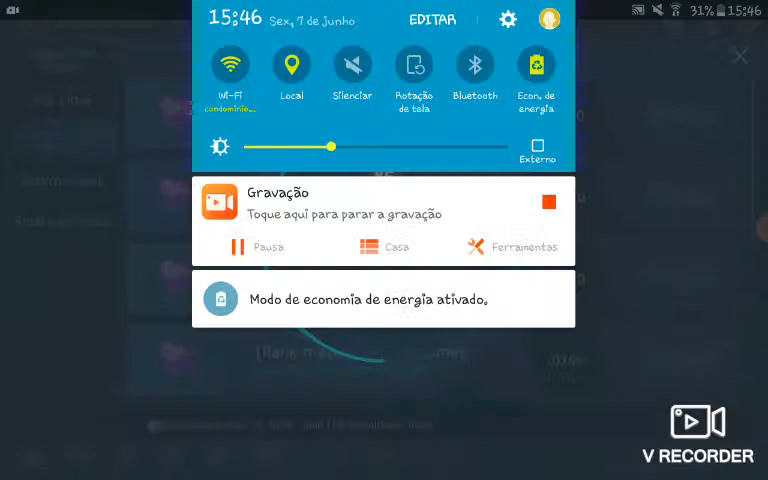 15:46 Sex, 7 de junho EDITAR
31% 15:46
Wi-Fi
condominio...
Local
Silenciar
Rotação
de tela
Bluetooth
Econ. de
energia
Externo
Gravação
Toque aqui para parar a gravação
Pausa Casa Ferramentas
Modo de economia de energia ativado.
[Rank
V RECORDER